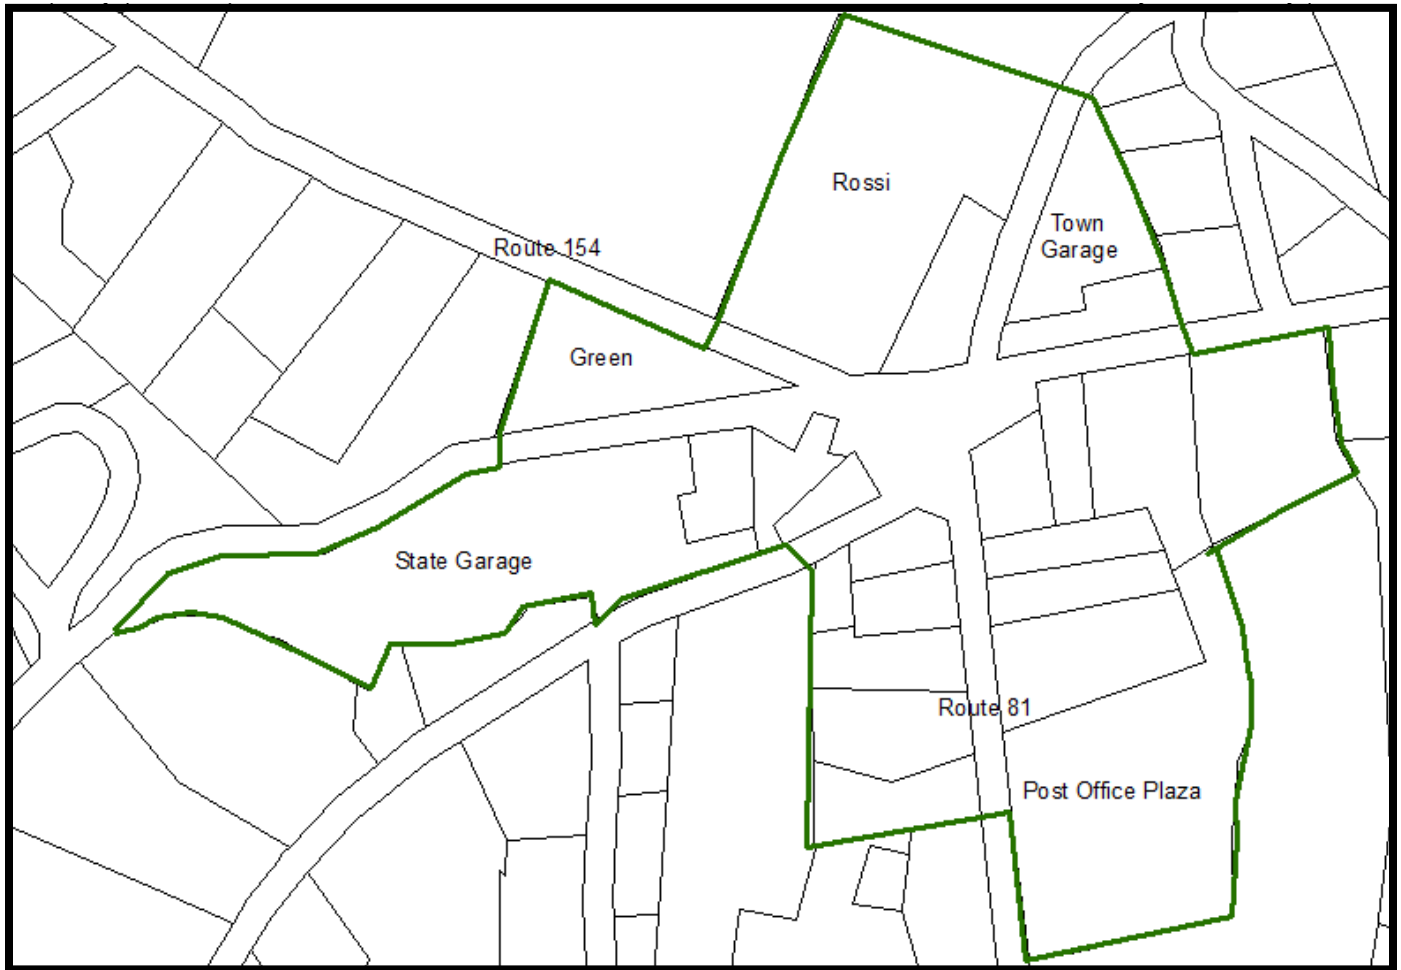 Rossi
Town
Garage
Route 154
Green
State Garage
Route 81
Post Office Plaza